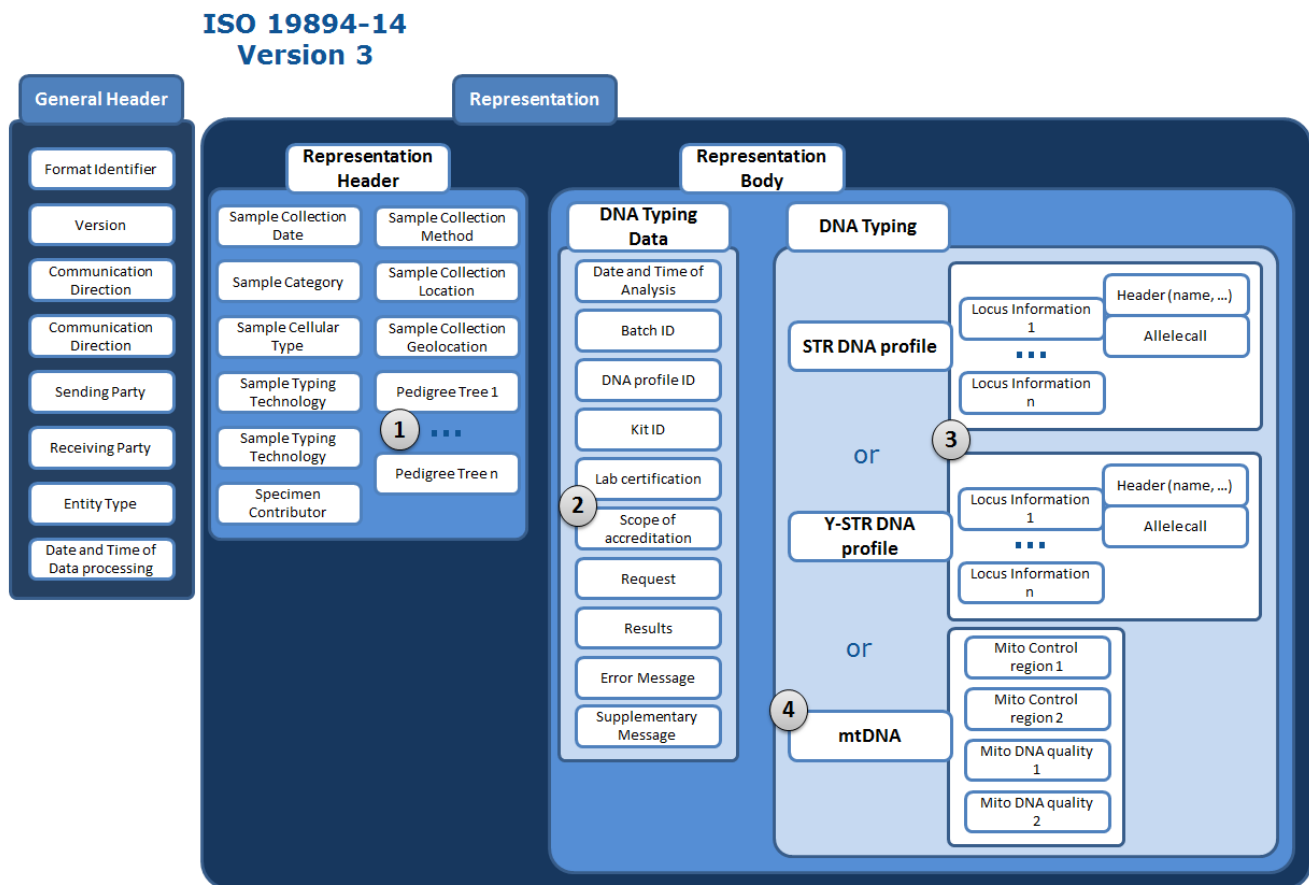 ISO 19894-14
Version 3
General Header
Representation
Format Identifier
Version
Communication
Direction
Communication
Direction
Sending Party
Receiving Party
Entity Type
Date and Time of
Data processing
Representation
Header
Sample Collection
Date
Sample Category
Sample Cellular
Type
Sample Typing
Technology
Sample Typing
Technology
Specimen
Contributor
Sample Collection
Method
Sample Collection
Location
Sample Collection
Geolocation
Pedigree Tree 1
1
...
Pedigree Tree n
Representation
Body
DNA Typing
Data
Date and Time of
Analysis
Batch ID
DNA profile ID
Kit ID
Lab certification
2
Scope of
accreditation
Request
Results
Error Message
Supplementary
Message
DNA Typing
STR DNA profile
Locus Information
1
...
Locus Information
n
Header (name, ...)
Allele call
or
3
Y-STR DNA
profile
Locus Information
1
...
Locus Information
n
Header (name, ...)
Allele call
or
4
mtDNA
Mito Control
region 1
Mito Control
region 2
Mito DNA quality
1
Mito DNA quality
2